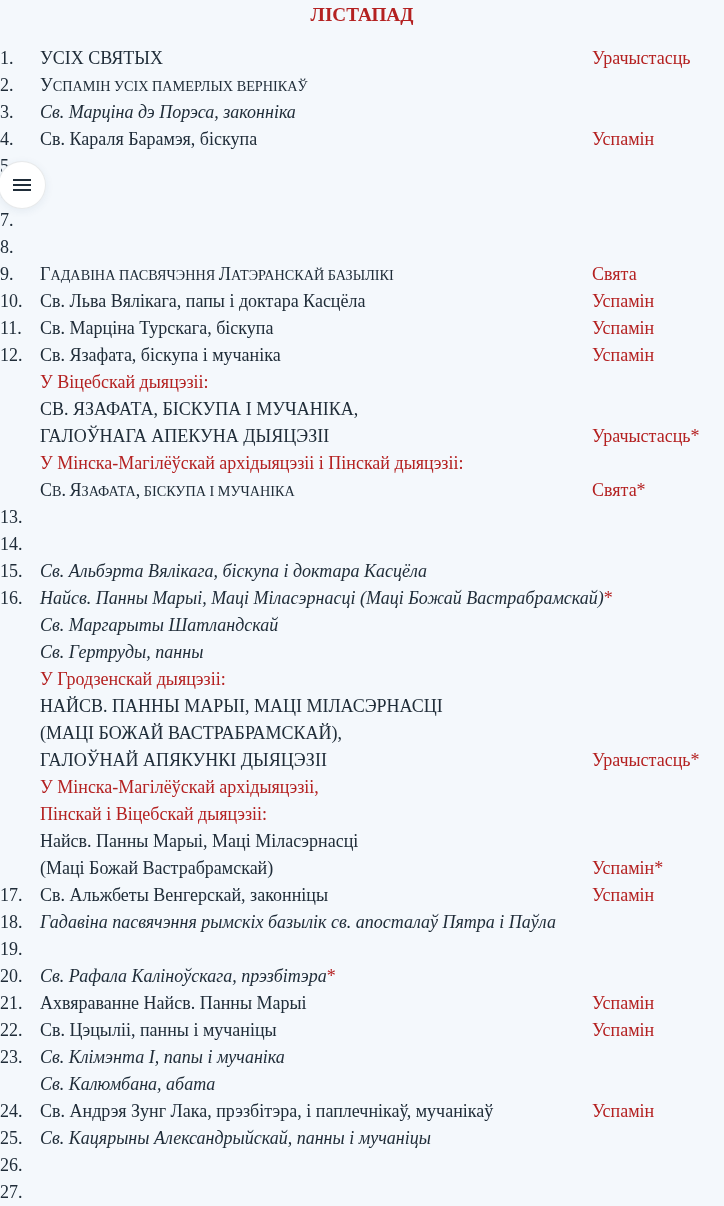 ЛІСТАПАД
1. УСІХ СВЯТЫХ Урачыстасць
2. Успамін усіх памерлых вернікаў
3. Св. Марціна дэ Порэса, законніка
4. Св. Караля Барамэя, біскупа Успамін
5
7.
8.
9. Гадавіна пасвячэння Латэранскай базылікі Свята
10. Св. Льва Вялікага, папы і доктара Касцёла Успамін
11. Св. Марціна Турскага, біскупа Успамін
12. Св. Язафата, біскупа і мучаніка Успамін
У Віцебскай дыяцэзіі:
СВ. ЯЗАФАТА, БІСКУПА І МУЧАНІКА,
ГАЛОЎНАГА АПЕКУНА ДЫЯЦЭЗІІ Урачыстасць*
У Мінска-Магілёўскай архідыяцэзіі і Пінскай дыяцэзіі:
Св. Язафата, біскупа і мучаніка Свята*
13.
14.
15. Св. Альбэрта Вялікага, біскупа і доктара Касцёла
16. Найсв. Панны Марыі, Маці Міласэрнасці (Маці Божай Вастрабрамскай)*
Св. Маргарыты Шатландскай
Св. Гертруды, панны
У Гродзенскай дыяцэзіі:
НАЙСВ. ПАННЫ МАРЫІ, МАЦІ МІЛАСЭРНАСЦІ
(МАЦІ БОЖАЙ ВАСТРАБРАМСКАЙ),
ГАЛОЎНАЙ АПЯКУНКІ ДЫЯЦЭЗІІ Урачыстасць*
У Мінска-Магілёўскай архідыяцэзіі,
Пінскай і Віцебскай дыяцэзіі:
Найсв. Панны Марыі, Маці Міласэрнасці
(Маці Божай Вастрабрамскай) Успамін*
17. Св. Альжбеты Венгерскай, законніцы Успамін
18. Гадавіна пасвячэння рымскіх базылік св. апосталаў Пятра і Паўла
19.
20. Св. Рафала Каліноўскага, прэзбітэра*
21. Ахвяраванне Найсв. Панны Марыі Успамін
22. Св. Цэцыліі, панны і мучаніцы Успамін
23. Св. Клімэнта І, папы і мучаніка
Св. Калюмбана, абата
24. Св. Андрэя Зунг Лака, прэзбітэра, і паплечнікаў, мучанікаў Успамін
25. Св. Кацярыны Александрыйскай, панны і мучаніцы
26.
27.